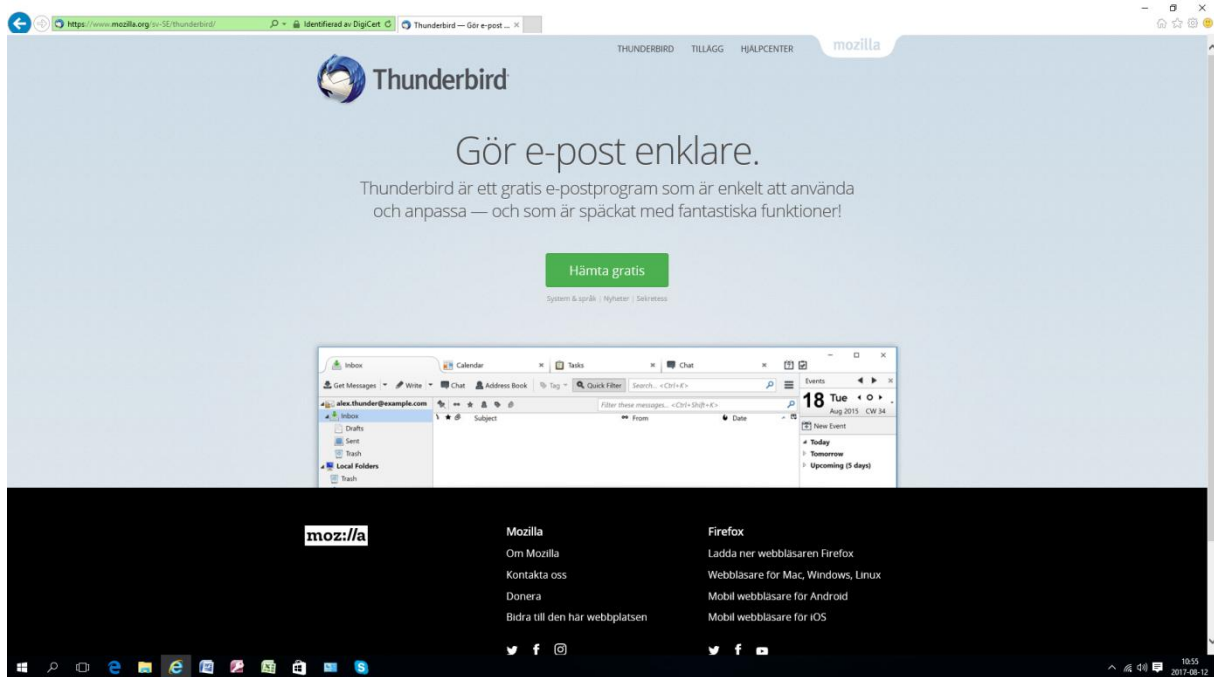 https://www.mozilla.org/sv-SE/thunderbird/
Identifierad av DigiCert
Thunderbird — Gör e-post ...
THUNDERBIRD TILLÄGG HJÄLPCENTER
mozilla
Thunderbird
Gör e-post enklare.
Thunderbird är ett gratis e-postprogram som är enkelt att använda
och anpassa — och som är späckat med fantastiska funktioner!
Hämta gratis
System & språk | Nyheter | Sekretess
Inbox Calendar Tasks Chat
Get Messages Write Chat Address Book Tag Quick Filter Search... <Ctrl+K>
Events
alex.thunder@example.com
Filter these messages... <Ctrl+Shift+K>
18 Tue
Aug 2015 CW 34
Inbox
Subject From Date
Drafts
New Event
Sent
Today
Trash
Tomorrow
Local Folders
Upcoming (5 days)
Trash
moz://a
Mozilla
Om Mozilla
Kontakta oss
Donera
Bidra till den här webbplatsen
Firefox
Ladda ner webbläsaren Firefox
Webbläsare för Mac, Windows, Linux
Mobil webbläsare för Android
Mobil webbläsare för iOS
10:55
2017-08-12